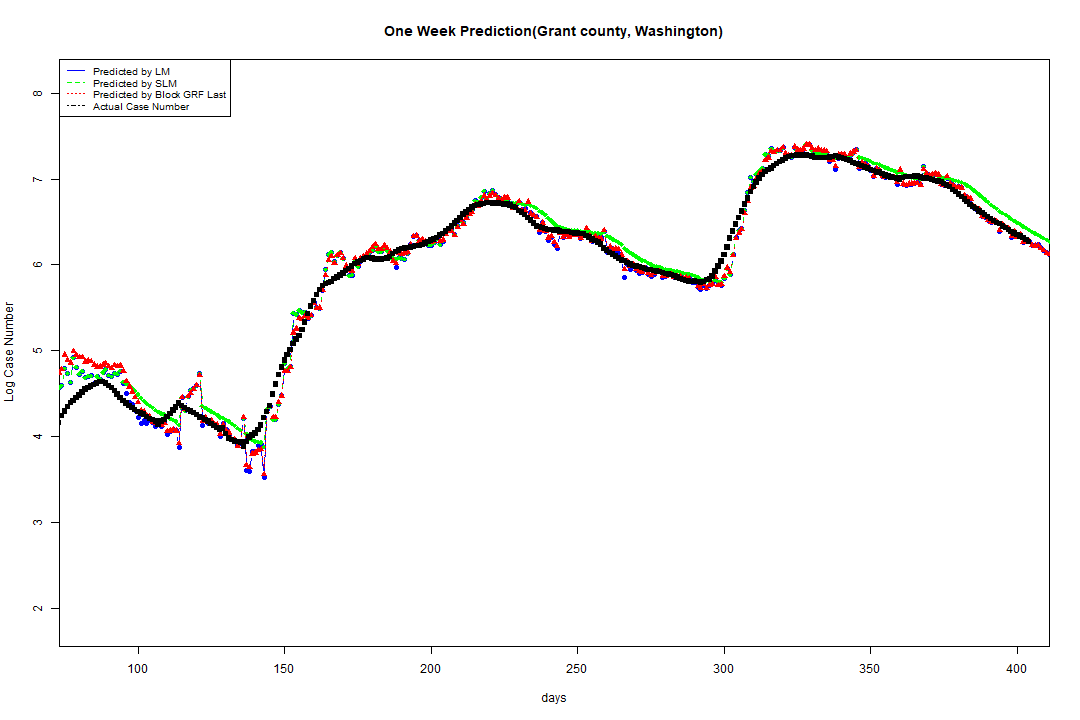 One Week Prediction(Grant county, Washington)
Predicted by LM
Predicted by SLM
Predicted by Block GRF Last
Actual Case Number
8
7
6
5
4
3
2
Log Case Number
100 150 200 250 300 350 400
days